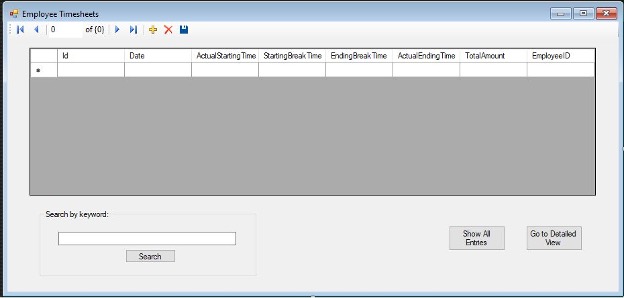 Employee Timesheets
0 of {0}
Id Date ActualStartingTime StartingBreakTime EndingBreakTime ActualEndingTime TotalAmount EmployeeID
*
Search by keyword:
Search
Show All
Entries
Go to Detailed
View